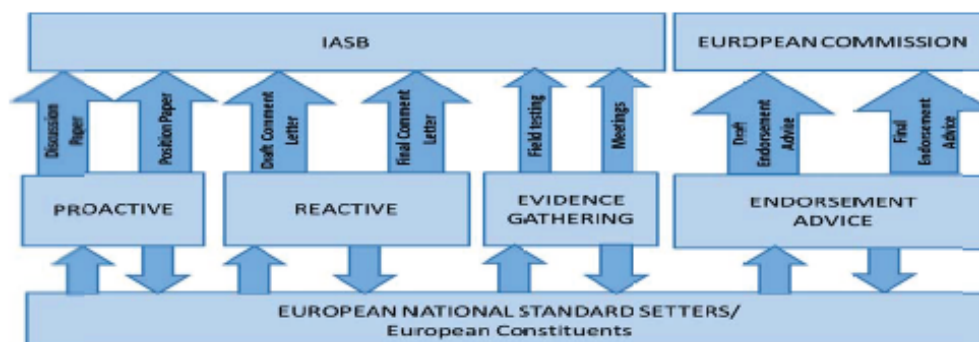 IASB
EUROPEAN COMMISSION
Discussion
Paper
Position Paper
Draft Comment
Letter
Final Comment
Letter
Field testing
Meetings
Draft
Endorsement
Advice
Final
Endorsement
Advice
PROACTIVE
REACTIVE
EVIDENCE
GATHERING
ENDORSEMENT
ADVICE
EUROPEAN NATIONAL STANDARD SETTERS/
European Constituents